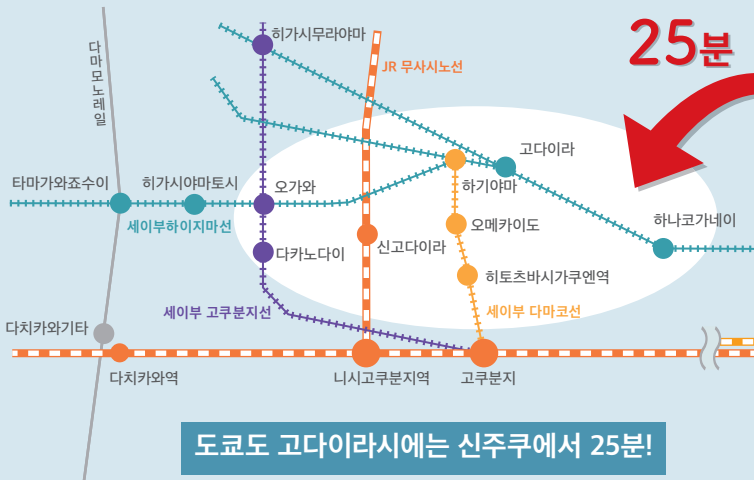 히가시무라야마
25분
다마모노레일
JR 무사시노선
고다이라
타마가와죠수이
히가시야마토시
오가와
하기야마
세이부하이지마선
오메카이도
하나코가네이
다카노다이
신고다이라
히토츠바시가쿠엔역
세이부 고쿠분지선
세이부 다마코선
다치카와기타
다치카와역
니시고쿠분지역
고쿠분지
도쿄도 고다이라시에는 신주쿠에서 25분!